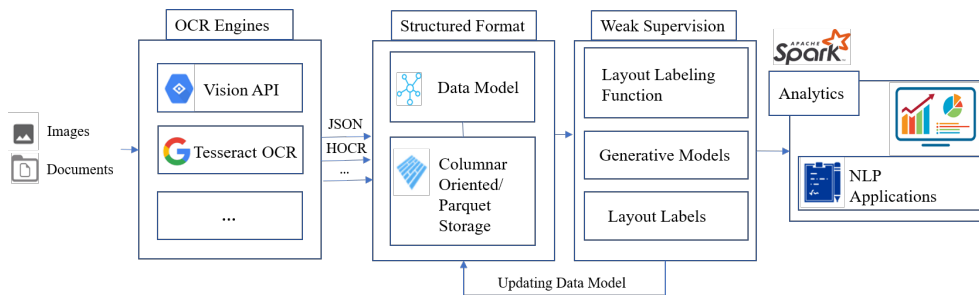 OCR Engines
Structured Format
Weak Supervision
Images
Documents
Vision API
Tesseract OCR
...
JSON
HOCR
...
Data Model
Columnar
Oriented/
Parquet
Storage
Layout Labeling
Function
Generative Models
Layout Labels
Updating Data Model
APACHE
Spark
Analytics
NLP
Applications